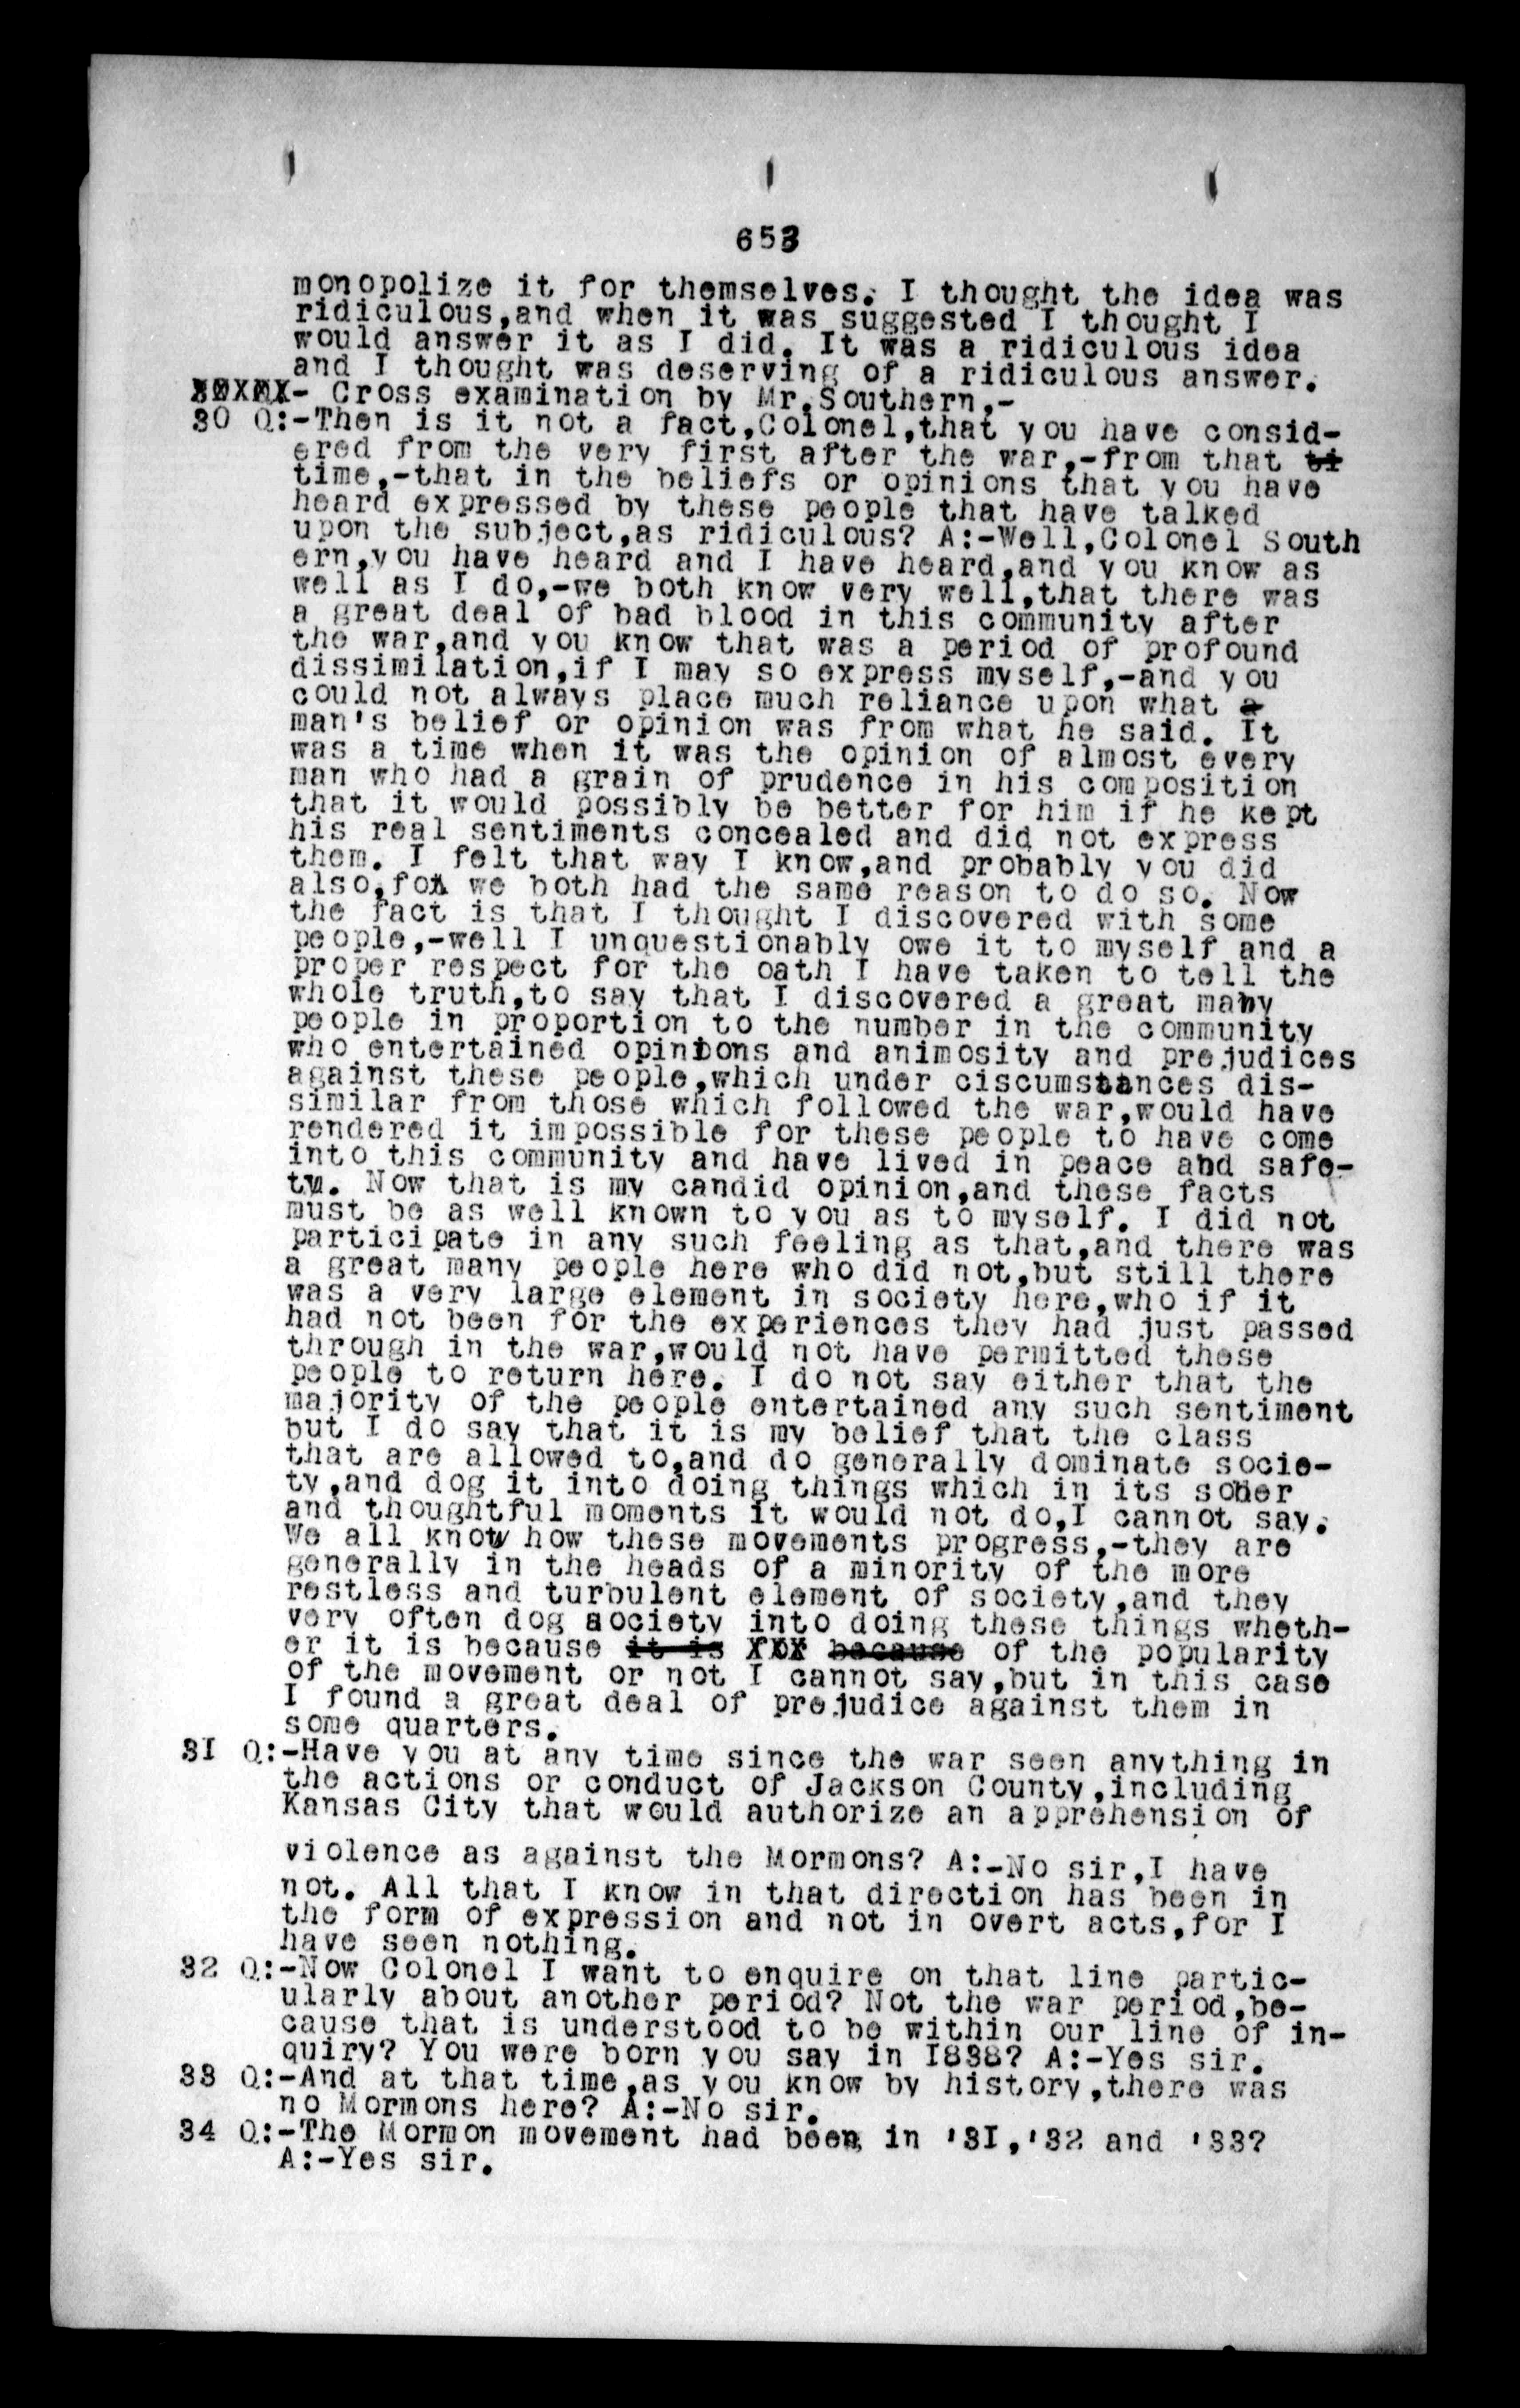 653
monopolize it for themselves. I thought the idea was
ridiculous,and when it was suggested I thought I
would answer it as I did. It was a ridiculous idea
and I thought was deserving of a ridiculous answer.
- Cross examination by Mr.Southern.-
30 Q:-Then is it not a fact,Colonel,that you have consid-
ered from the very first after the war,-from that ti
time,-that in the beliefs or opinions that you have
heard expressed by these people that have talked
upon the subject,as ridiculous? A:-Well,Colonel South
ern,you have heard and I have heard,and you know as
well as I do,-we both know very well,that there was
a great deal of bad blood in this community after
the war,and you know that was a period of profound
dissimilation,if I may so express myself,-and you
could not always place much reliance upon what a
man's belief or opinion was from what he said. It
was a time when it was the opinion of almost every
man who had a grain of prudence in his composition
that it would possibly be better for him if he kept
his real sentiments concealed and did not express
them. I felt that way I know,and probably you did
also,for we both had the same reason to do so. Now
the fact is that I thought I discovered with some
people,-well I unquestionably owe it to myself and a
proper respect for the oath I have taken to tell the
whole truth,to say that I discovered a great many
people in proportion to the number in the community
who entertained opinions and animosity and prejudices
against these people,which under ciscumstances dis-
similar from those which followed the war,would have
rendered it impossible for these people to have come
into this community and have lived in peace and safe-
ty. Now that is my candid opinion,and these facts
must be as well known to you as to myself. I did not
participate in any such feeling as that,and there was
a great many people here who did not,but still there
was a very large element in society here,who if it
had not been for the experiences they had just passed
through in the war,would not have permitted these
people to return here. I do not say either that the
majority of the people entertained any such sentiment
but I do say that it is my belief that the class
that are allowed to,and do generally dominate socie-
ty,and dog it into doing things which in its sober
and thoughtful moments it would not do,I cannot say.
We all know how these movements progress,-they are
generally in the heads of a minority of the more
restless and turbulent element of society,and they
very often dog society into doing these things wheth-
er it is because it is XXX because of the popularity
of the movement or not I cannot say,but in this case
I found a great deal of prejudice against them in
some quarters.
31 Q:-Have you at any time since the war seen anything in
the actions or conduct of Jackson County,including
Kansas City that would authorize an apprehension of
violence as against the Mormons? A:-No sir,I have
not. All that I know in that direction has been in
the form of expression and not in overt acts,for I
have seen nothing.
32 Q:-Now Colonel I want to enquire on that line partic-
ularly about another period? Not the war period,be-
cause that is understood to be within our line of in-
quiry? You were born you say in 1838? A:-Yes sir.
33 Q:-And at that time,as you know by history,there was
no Mormons here? A:-No sir.
34 Q:-The Mormon movement had been in '31,'32 and '33?
A:-Yes sir.